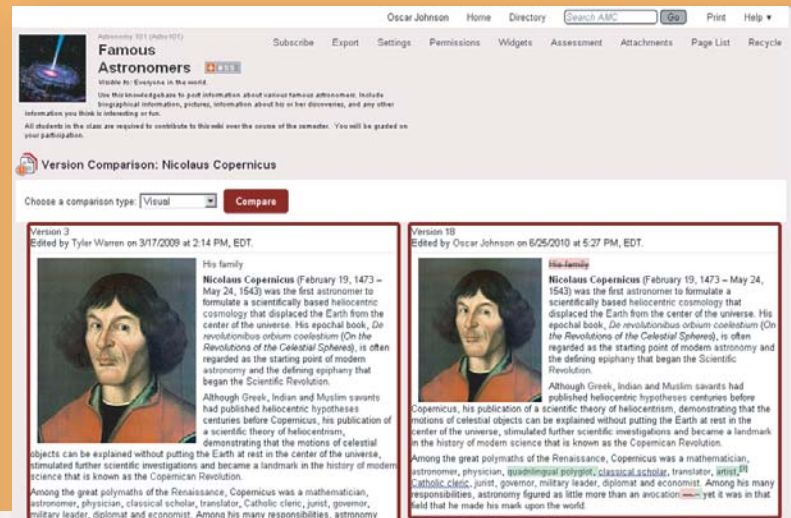 Oscar Johnson Home Directory Search AMC Go Print Help ▾
Astronomy 101 (Astro101)
Subscribe Export Settings Permissions Widgets Assessment Attachments Page List Recycle
Famous
Astronomers RSS
Visible to: Everyone in the world.
Use this knowledgebase to post information about various famous astronomers. Include
biographical information, pictures, information about his or her discoveries, and any other
information you think is interesting or fun.
All students in the class are required to contribute to this wiki over the course of the semester. You will be graded on
your participation.
Version Comparison: Nicolaus Copernicus
Choose a comparison type: Visual Compare
Version 3
Edited by Tyler Warren on 3/17/2009 at 2:14 PM, EDT.
His family
Nicolaus Copernicus (February 19, 1473 –
May 24, 1543) was the first astronomer to
formulate a scientifically based heliocentric
cosmology that displaced the Earth from the
center of the universe. His epochal book, De
revolutionibus orbium coelestium (On the
Revolutions of the Celestial Spheres), is often
regarded as the starting point of modern
astronomy and the defining epiphany that
began the Scientific Revolution.
Although Greek, Indian and Muslim savants
had published heliocentric hypotheses
centuries before Copernicus, his publication of
a scientific theory of heliocentrism,
demonstrating that the motions of celestial
objects can be explained without putting the Earth at rest in the center of the universe,
stimulated further scientific investigations and became a landmark in the history of modern
science that is known as the Copernican Revolution.
Among the great polymaths of the Renaissance, Copernicus was a mathematician,
astronomer, physician, classical scholar, translator, Catholic cleric, jurist, governor,
military leader, diplomat and economist. Among his many responsibilities, astronomy
Version 18
Edited by Oscar Johnson on 6/25/2010 at 5:27 PM, EDT.
His family
Nicolaus Copernicus (February 19, 1473 – May 24,
1543) was the first astronomer to formulate a
scientifically based heliocentric cosmology that
displaced the Earth from the center of the universe. His
epochal book, De revolutionibus orbium coelestium (On
the Revolutions of the Celestial Spheres), is often
regarded as the starting point of modern astronomy and
the defining epiphany that began the Scientific
Revolution.
Although Greek, Indian and Muslim savants had
published heliocentric hypotheses centuries before
Copernicus, his publication of a scientific theory of heliocentrism, demonstrating that the
motions of celestial objects can be explained without putting the Earth at rest in the
center of the universe, stimulated further scientific investigations and became a landmark
in the history of modern science that is known as the Copernican Revolution.
Among the great polymaths of the Renaissance, Copernicus was a mathematician,
astronomer, physician, quadrilingual polyglot, classical scholar, translator, artist,[3]
Catholic cleric, jurist, governor, military leader, diplomat and economist. Among his many
responsibilities, astronomy figured as little more than an avocation — yet it was in that
field that he made his mark upon the world.